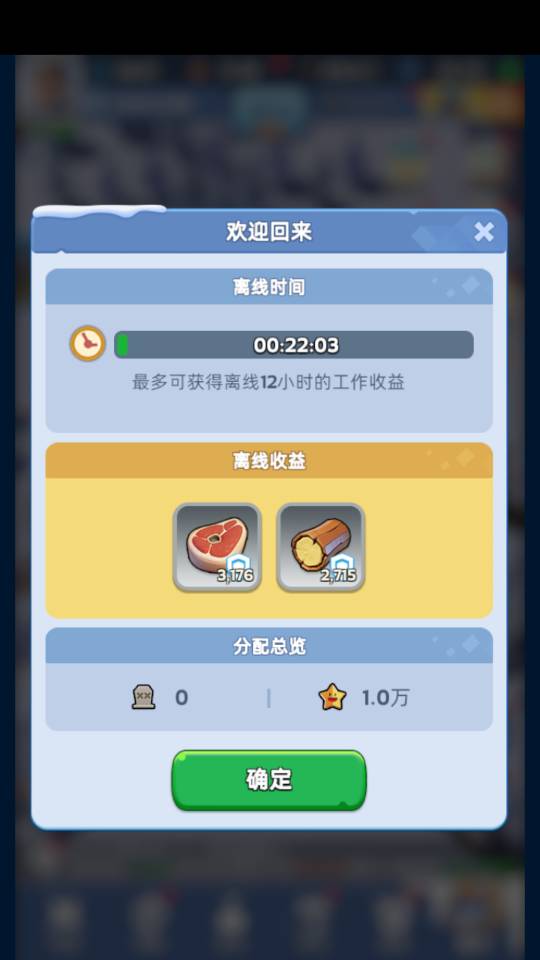 欢迎回来
离线时间
00:22:03
最多可获得离线12小时的工作收益
离线收益
3,176
2,715
分配总览
0
1.0万
确定